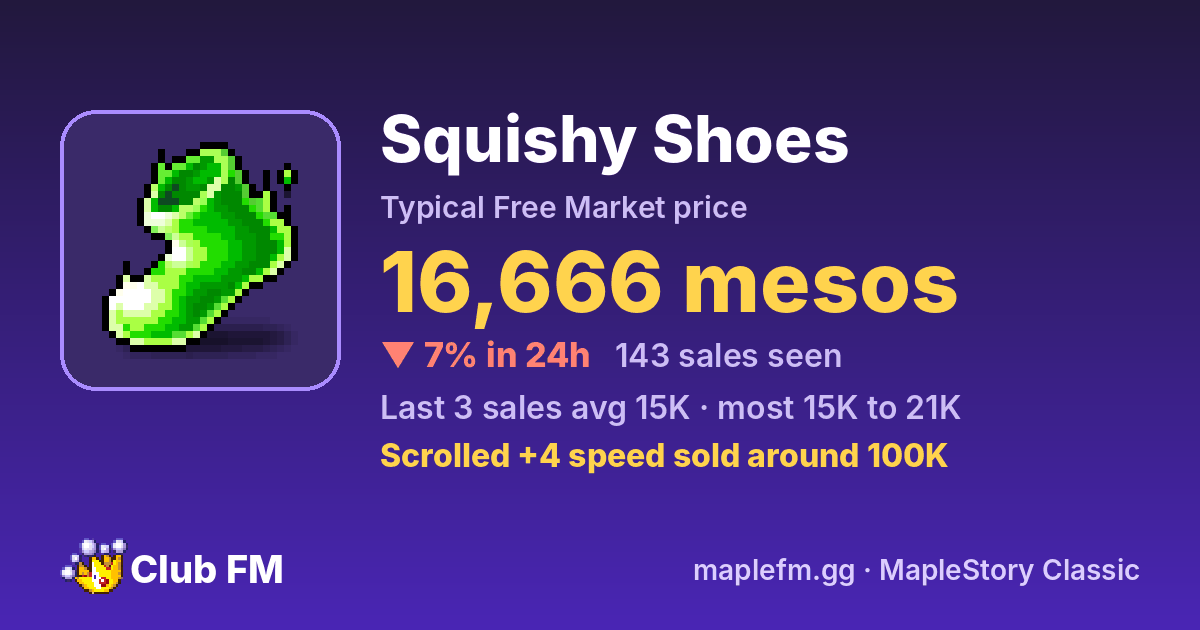 Squishy Shoes
Typical Free Market price
16,666 mesos
▼ 7% in 24h 143 sales seen
Last 3 sales avg 15K · most 15K to 21K
Scrolled +4 speed sold around 100K
Club FM
maplefm.gg · MapleStory Classic